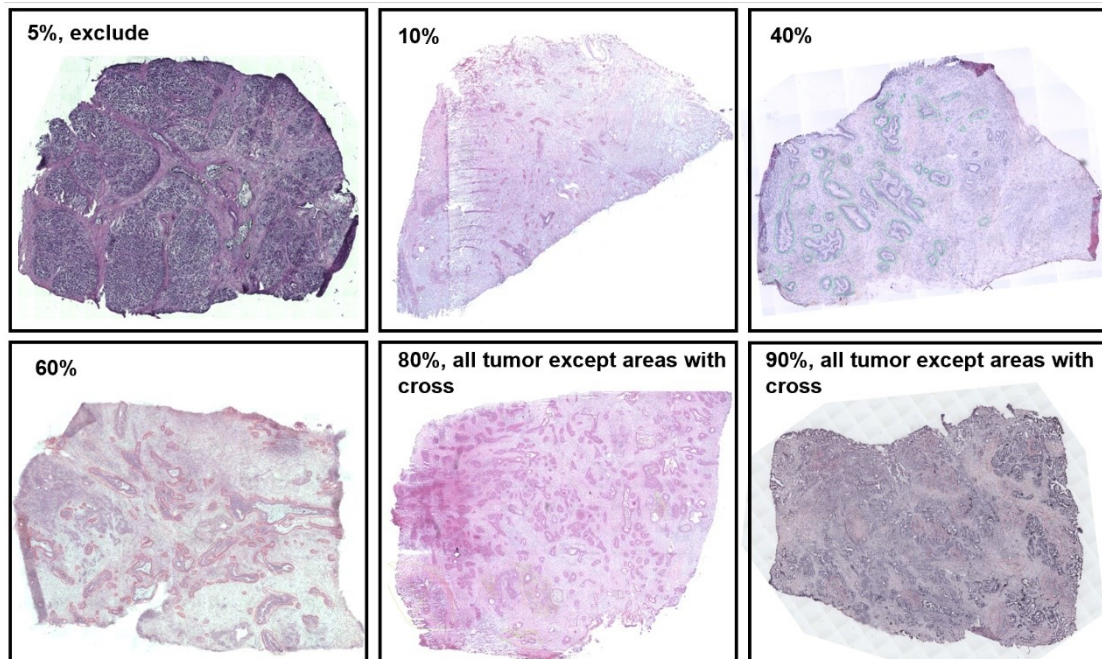 5%, exclude
10%
40%
60%
80%, all tumor except areas with
cross
90%, all tumor except areas with
cross